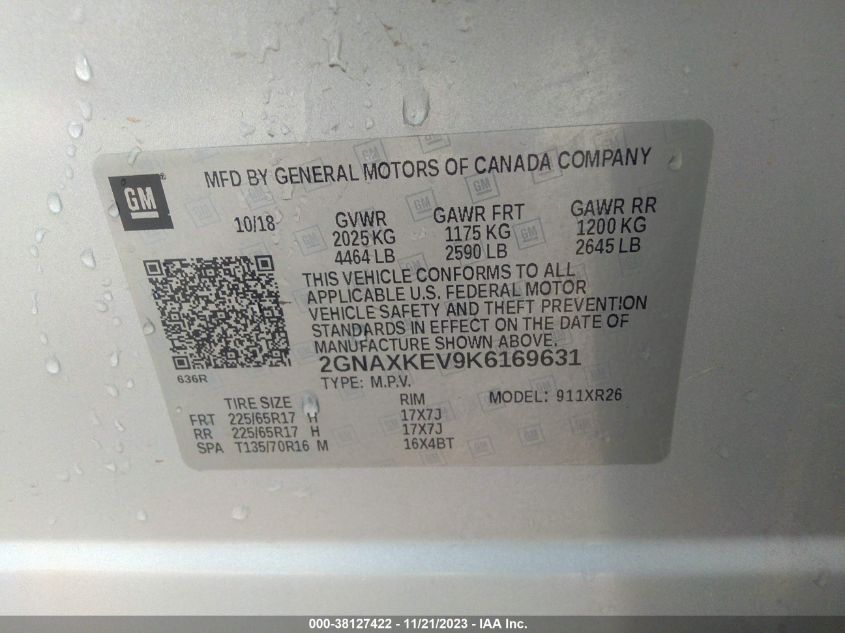 GM
MFD BY GENERAL MOTORS OF CANADA COMPANY
10/18 GVWR GAWR FRT GAWR RR
2025 KG 1175 KG 1200 KG
4464 LB 2590 LB 2645 LB
THIS VEHICLE CONFORMS TO ALL
APPLICABLE U.S. FEDERAL MOTOR
VEHICLE SAFETY AND THEFT PREVENTION
STANDARDS IN EFFECT ON THE DATE OF
MANUFACTURE SHOWN ABOVE.
2GNAXKEV9K6169631
636R TYPE: M.P.V. MODEL: 911XR26
TIRE SIZE RIM
FRT 225/65R17 H 17X7J
RR 225/65R17 H 17X7J
SPA T135/70R16 M 16X4BT
000-38127422 - 11/21/2023 - IAA Inc.